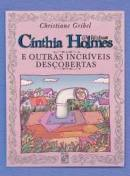 Christiane Gribel
Cínthia Holmes
E OUTRAS INCRÍVEIS
DESCOBERTAS